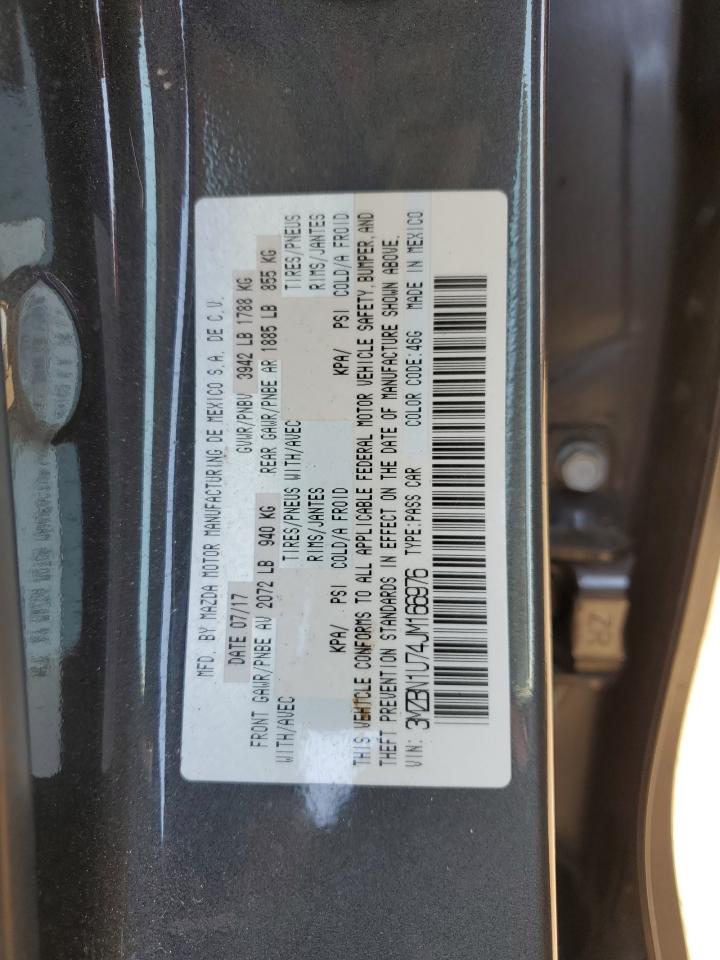 MFD. BY MAZDA MOTOR MANUFACTURING DE MEXICO S.A. DE C.V.
DATE 07/17 GVWR/PNBV 3942 LB 1788 KG
FRONT GAWR/PNBE AV 2072 LB 940 KG REAR GAWR/PNBE AR 1885 LB 855 KG
WITH/AVEC TIRES/PNEUS WITH/AVEC TIRES/PNEUS
RIMS/JANTES RIMS/JANTES
KPA/ PSI COLD/A FROID KPA/ PSI COLD/A FROID
THIS VEHICLE CONFORMS TO ALL APPLICABLE FEDERAL MOTOR VEHICLE SAFETY, BUMPER, AND
THEFT PREVENTION STANDARDS IN EFFECT ON THE DATE OF MANUFACTURE SHOWN ABOVE.
VIN: 3MZBN1U74JM166976 TYPE:PASS CAR COLOR CODE:46G MADE IN MEXICO
ZR